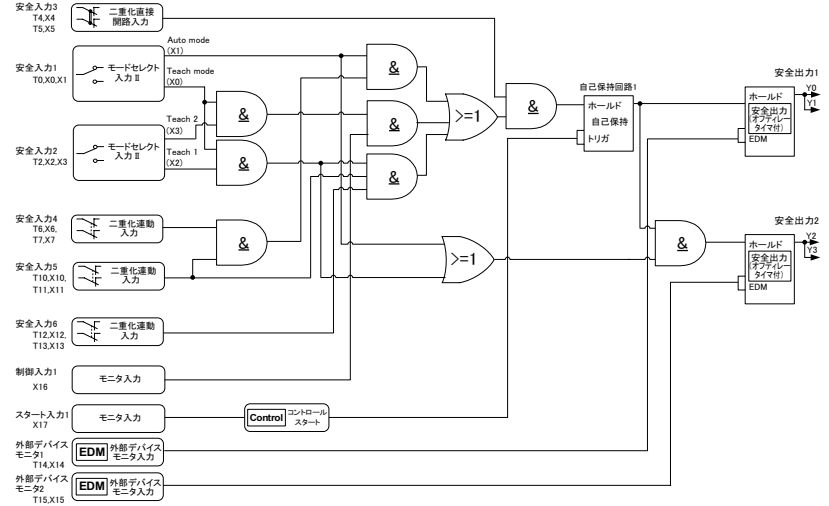 安全入力3
T4,X4
T5,X5
二重化直接
開路入力
安全入力1
T0,X0,X1
モードセレクト
入力 Ⅱ
Auto mode
(X1)
Teach mode
(X0)
安全入力2
T2,X2,X3
モードセレクト
入力 Ⅱ
Teach 2
(X3)
Teach 1
(X2)
安全入力4
T6,X6,
T7,X7
二重化連動
入力
安全入力5
T10,X10,
T11,X11
二重化連動
入力
安全入力6
T12,X12,
T13,X13
二重化連動
入力
制御入力1
X16
モニタ入力
スタート入力1
X17
モニタ入力
Control
コントロール
スタート
外部デバイス
モニタ1
T14,X14
EDM
外部デバイス
モニタ入力
外部デバイス
モニタ2
T15,X15
EDM
外部デバイス
モニタ入力
&
&
&
&
&
&
>=1
>=1
&
自己保持回路1
ホールド
自己保持
トリガ
&
安全出力1
ホールド
安全出力
(オフディレー
タイマ付)
EDM
Y0
Y1
安全出力2
ホールド
安全出力
(オフディレー
タイマ付)
EDM
Y2
Y3